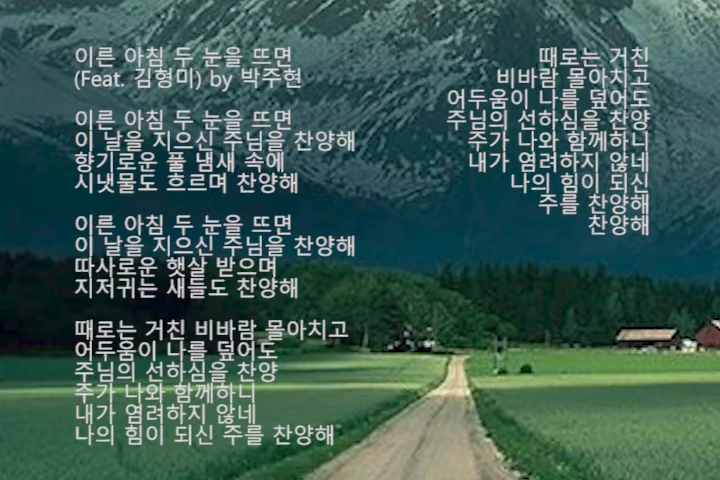 이른 아침 두 눈을 뜨면
(Feat. 김형미) by 박주현
이른 아침 두 눈을 뜨면
이 날을 지으신 주님을 찬양해
향기로운 풀 냄새 속에
시냇물도 흐르며 찬양해
이른 아침 두 눈을 뜨면
이 날을 지으신 주님을 찬양해
따사로운 햇살 받으며
지저귀는 새들도 찬양해
때로는 거친 비바람 몰아치고
어두움이 나를 덮어도
주님의 선하심을 찬양
주가 나와 함께하니
내가 염려하지 않네
나의 힘이 되신 주를 찬양해
때로는 거친
비바람 몰아치고
어두움이 나를 덮어도
주님의 선하심을 찬양
주가 나와 함께하니
내가 염려하지 않네
나의 힘이 되신
주를 찬양해
찬양해